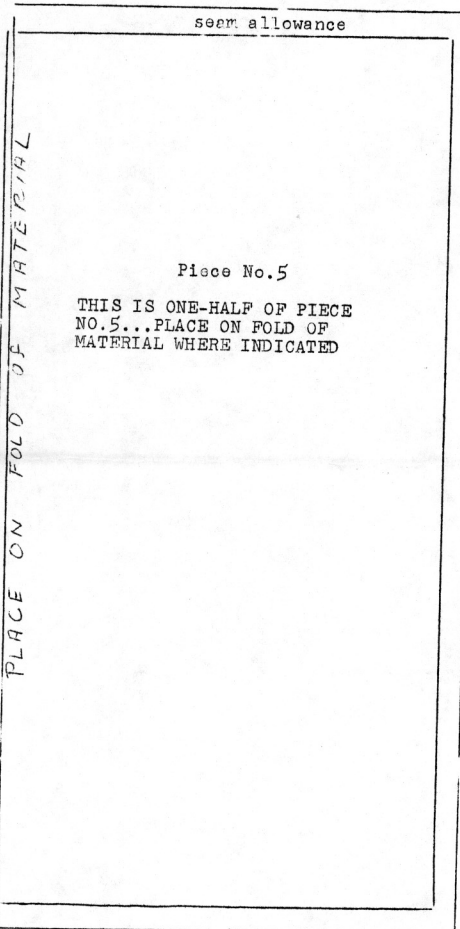 seam allowance
PLACE ON FOLD OF MATERIAL
Piece No.5
THIS IS ONE-HALF OF PIECE
NO.5...PLACE ON FOLD OF
MATERIAL WHERE INDICATED